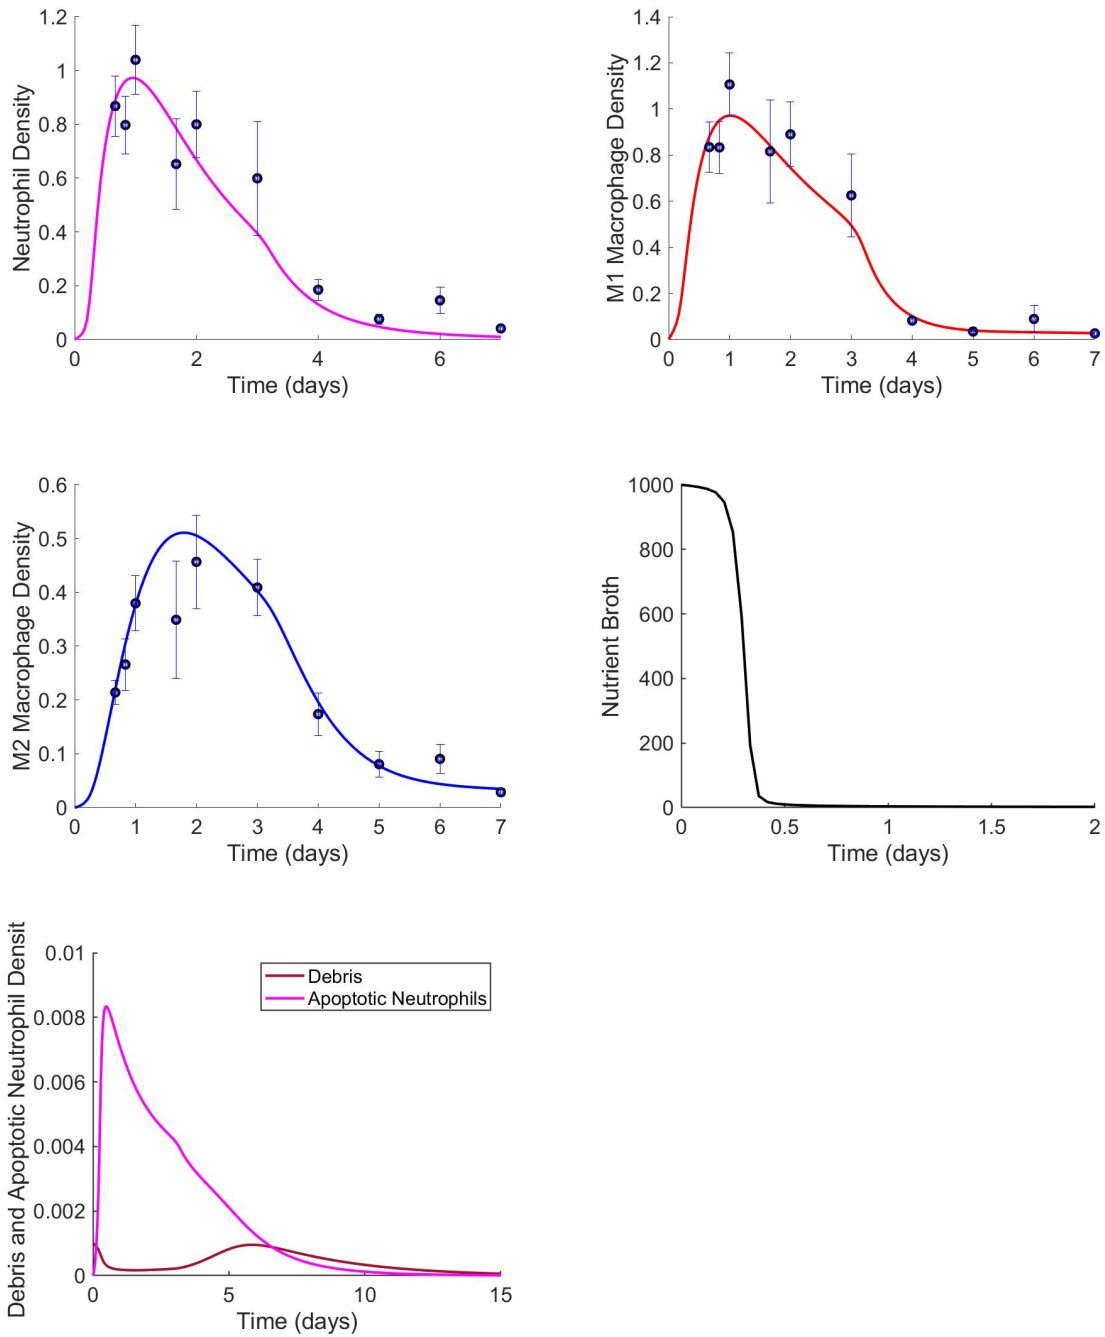 1.2
1
0.8
0.6
0.4
0.2
0
Neutrophil Density
0 2 4 6
Time (days)
1.4
1.2
1
0.8
0.6
0.4
0.2
0
M1 Macrophage Density
0 1 2 3 4 5 6 7
Time (days)
0.6
0.5
0.4
0.3
0.2
0.1
0
M2 Macrophage Density
0 1 2 3 4 5 6 7
Time (days)
1000
800
600
400
200
0
Nutrient Broth
0 0.5 1 1.5 2
Time (days)
0.01
0.008
0.006
0.004
0.002
0
Debris and Apoptotic Neutrophil Densit
Debris
Apoptotic Neutrophils
0 5 10 15
Time (days)